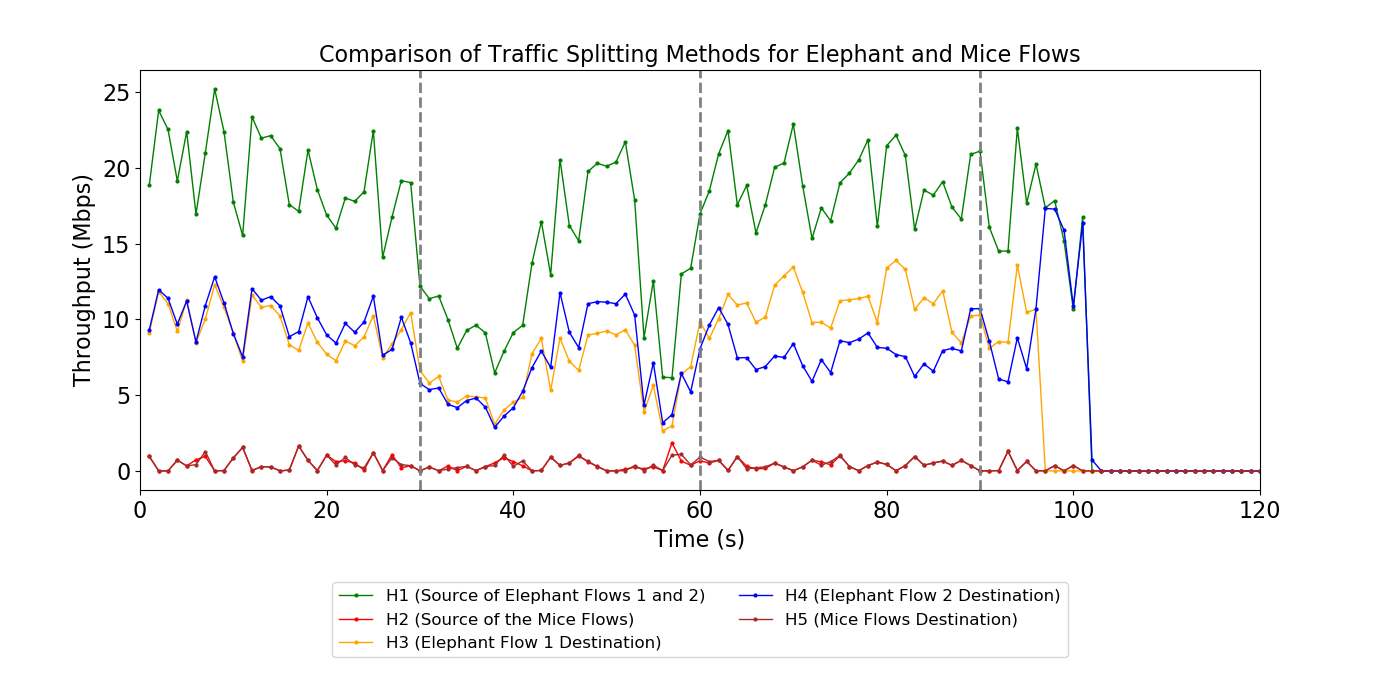 Comparison of Traffic Splitting Methods for Elephant and Mice Flows
Throughput (Mbps)
25
20
15
10
5
0
0 20 40 60 80 100 120
Time (s)
H1 (Source of Elephant Flows 1 and 2)
H2 (Source of the Mice Flows)
H3 (Elephant Flow 1 Destination)
H4 (Elephant Flow 2 Destination)
H5 (Mice Flows Destination)